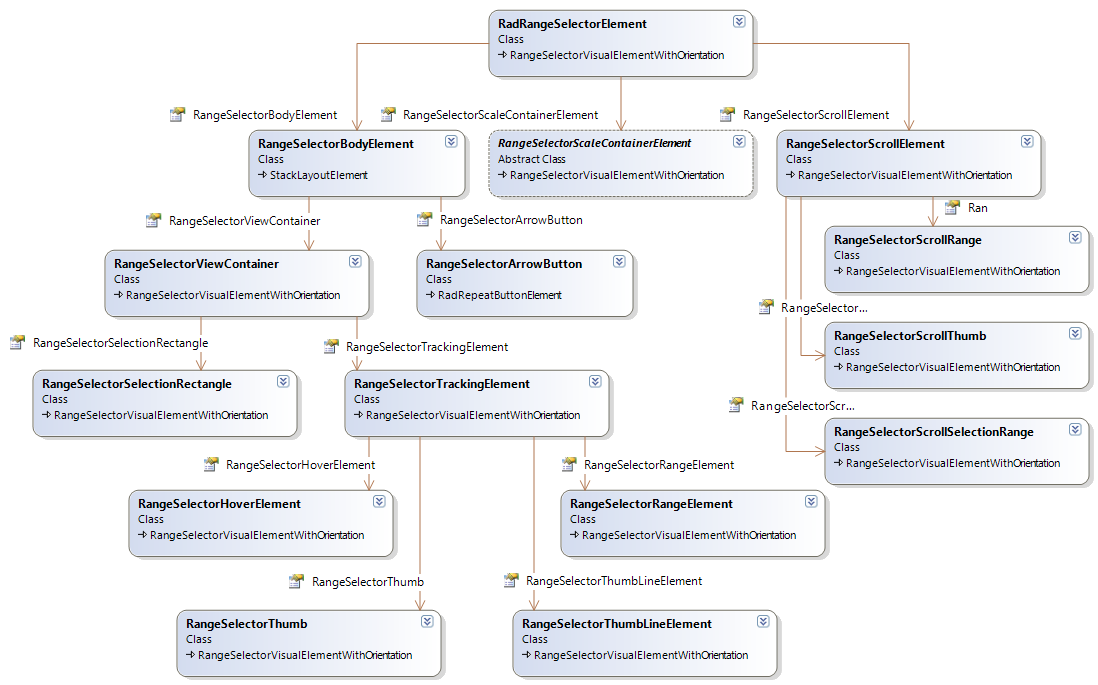 RadRangeSelectorElement
Class
RangeSelectorVisualElementWithOrientation
RangeSelectorBodyElement
RangeSelectorScaleContainerElement
RangeSelectorScrollElement
RangeSelectorBodyElement
Class
StackLayoutElement
RangeSelectorScaleContainerElement
Abstract Class
RangeSelectorVisualElementWithOrientation
RangeSelectorScrollElement
Class
RangeSelectorVisualElementWithOrientation
RangeSelectorViewContainer
RangeSelectorArrowButton
Ran
RangeSelectorViewContainer
Class
RangeSelectorVisualElementWithOrientation
RangeSelectorArrowButton
Class
RadRepeatButtonElement
RangeSelectorScrollRange
Class
RangeSelectorVisualElementWithOrientation
RangeSelector...
RangeSelectorScrollThumb
Class
RangeSelectorVisualElementWithOrientation
RangeSelectorSelectionRectangle
RangeSelectorTrackingElement
RangeSelectorSelectionRectangle
Class
RangeSelectorVisualElementWithOrientation
RangeSelectorTrackingElement
Class
RangeSelectorVisualElementWithOrientation
RangeSelectorScr...
RangeSelectorScrollSelectionRange
Class
RangeSelectorVisualElementWithOrientation
RangeSelectorHoverElement
RangeSelectorRangeElement
RangeSelectorHoverElement
Class
RangeSelectorVisualElementWithOrientation
RangeSelectorRangeElement
Class
RangeSelectorVisualElementWithOrientation
RangeSelectorThumb
RangeSelectorThumbLineElement
RangeSelectorThumb
Class
RangeSelectorVisualElementWithOrientation
RangeSelectorThumbLineElement
Class
RangeSelectorVisualElementWithOrientation